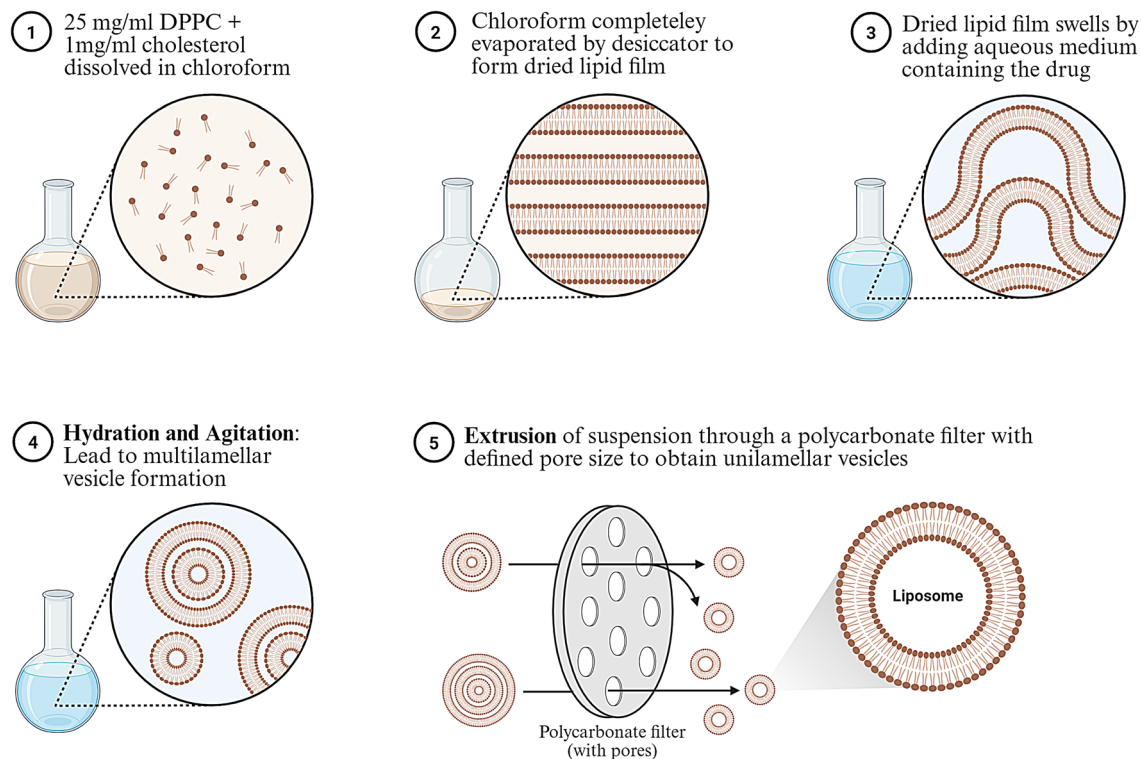 1
25 mg/ml DPPC +
1mg/ml cholesterol
dissolved in chloroform
2
Chloroform completeley
evaporated by desiccator to
form dried lipid film
3
Dried lipid film swells by
adding aqueous medium
containing the drug
4
Hydration and Agitation:
Lead to multilamellar
vesicle formation
5
Extrusion of suspension through a polycarbonate filter with
defined pore size to obtain unilamellar vesicles
Liposome
Polycarbonate filter
(with pores)